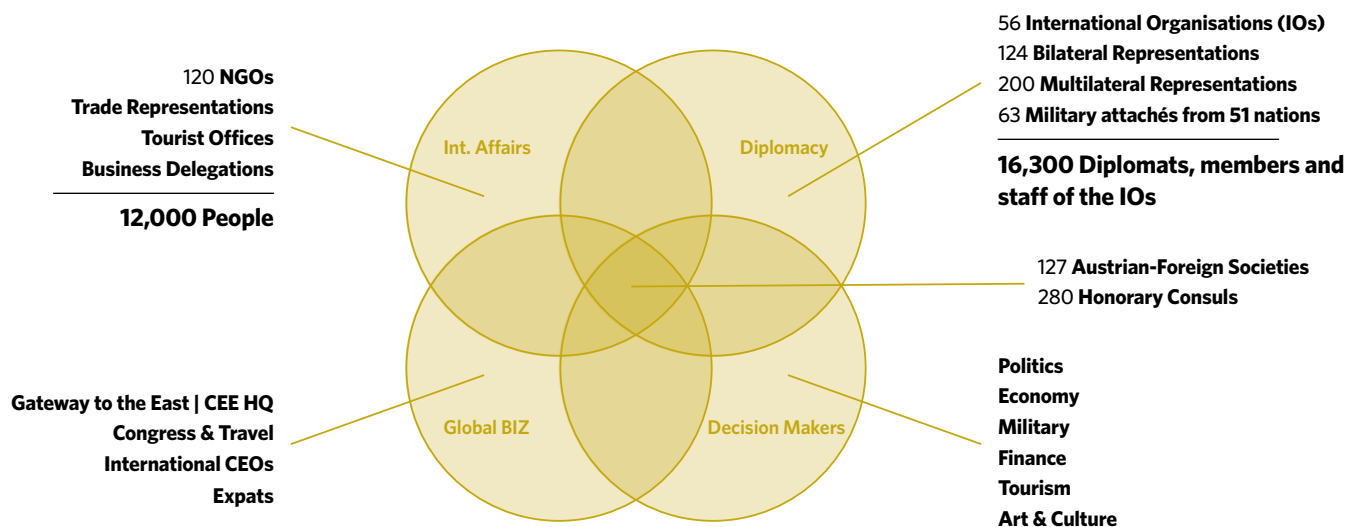 120 NGOs
Trade Representations
Tourist Offices
Business Delegations
12,000 People
Int. Affairs
Diplomacy
56 International Organisations (IOs)
124 Bilateral Representations
200 Multilateral Representations
63 Military attachés from 51 nations
16,300 Diplomats, members and
staff of the IOs
127 Austrian-Foreign Societies
280 Honorary Consuls
Gateway to the East | CEE HQ
Congress & Travel
International CEOs
Expats
Global BIZ
Decision Makers
Politics
Economy
Military
Finance
Tourism
Art & Culture